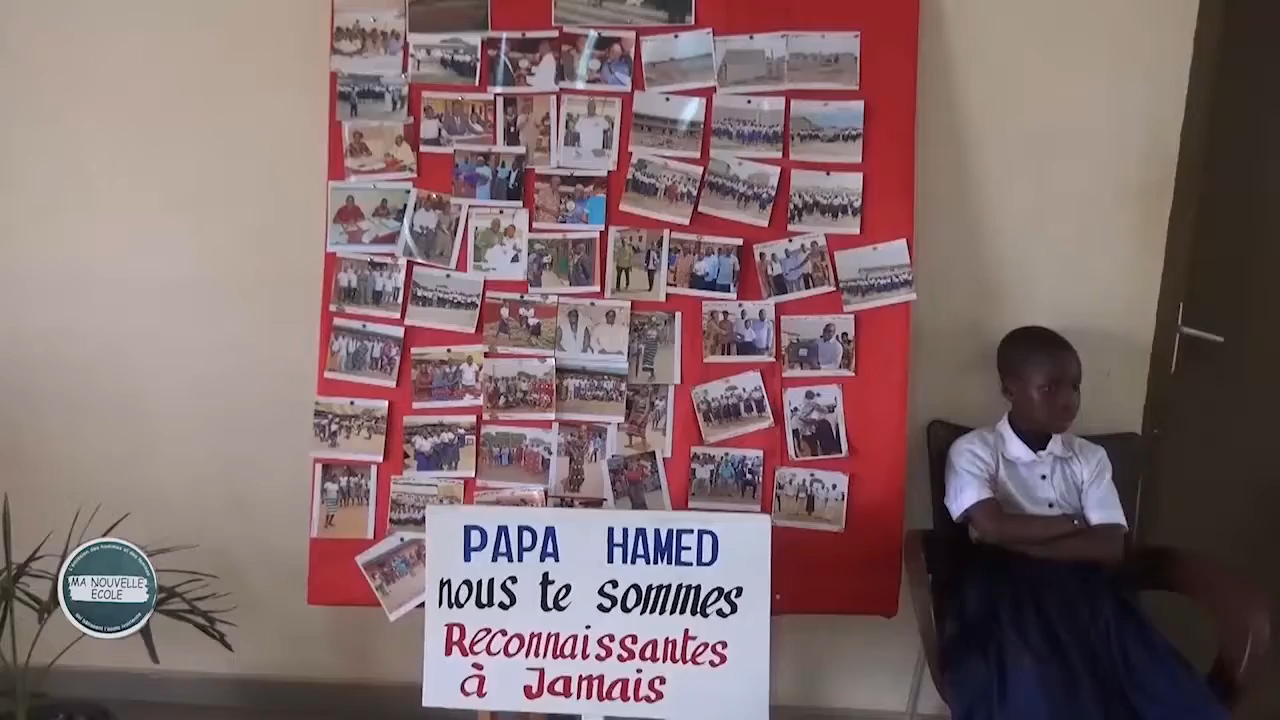 PAPA HAMED
nous te sommes
Reconnaissantes
à Jamais
MA NOUVELLE
ÉCOLE